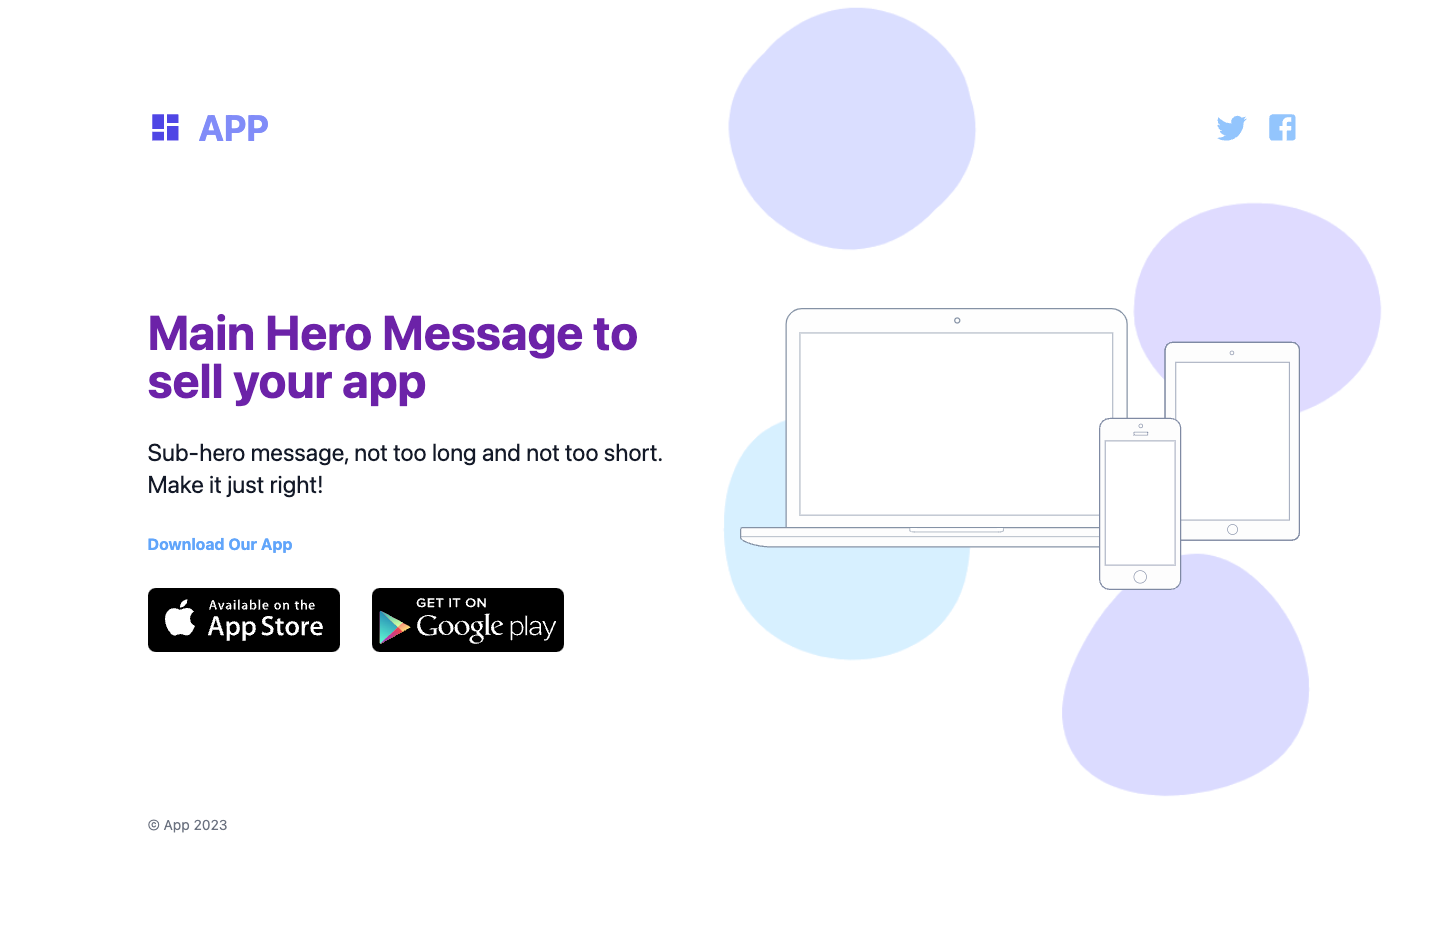 APP
Main Hero Message to
sell your app
Sub-hero message, not too long and not too short.
Make it just right!
Download Our App
Available on the
App Store
GET IT ON
Google play
© App 2023